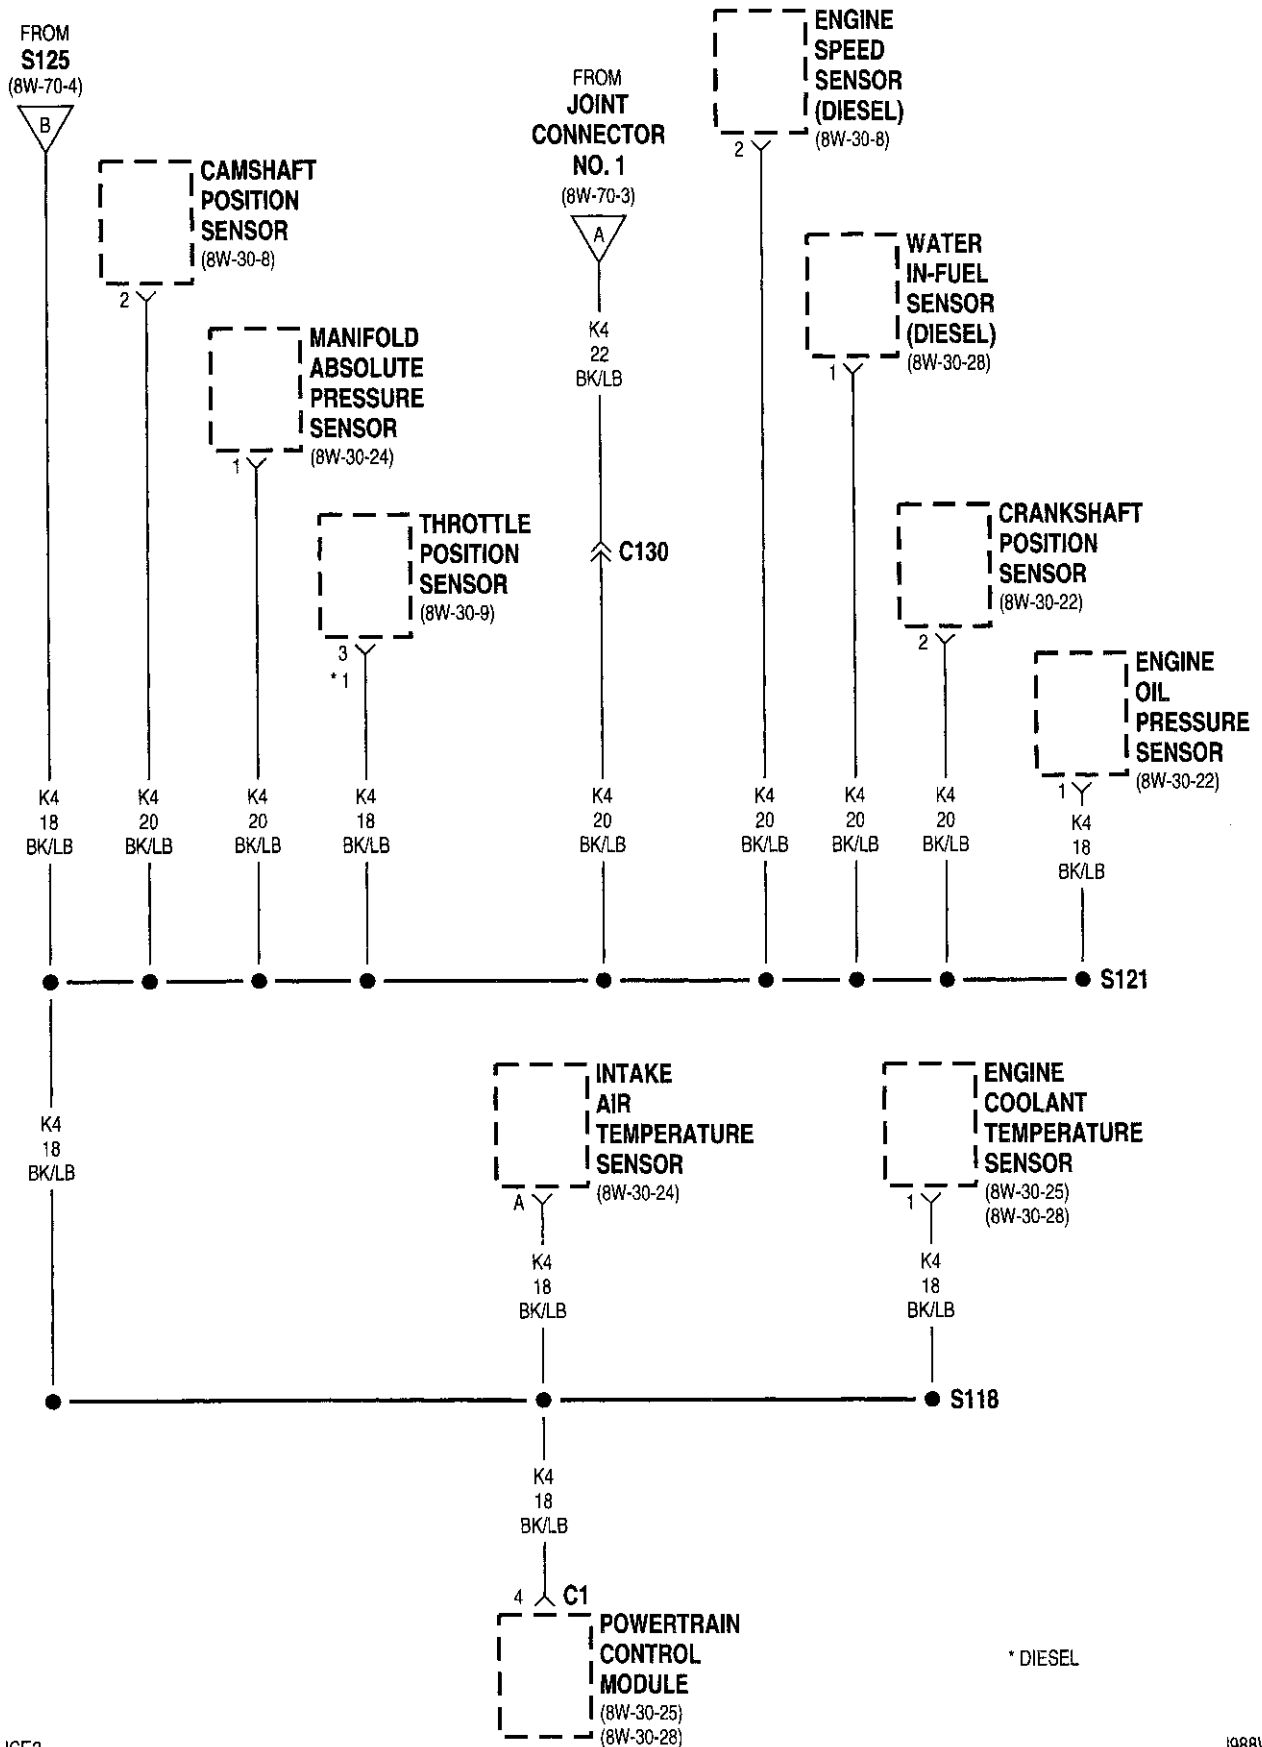 FROM
S125
(8W-70-4)
B
CAMSHAFT
POSITION
SENSOR
(8W-30-8)
2
MANIFOLD
ABSOLUTE
PRESSURE
SENSOR
(8W-30-24)
1
THROTTLE
POSITION
SENSOR
(8W-30-9)
3
* 1
FROM
JOINT
CONNECTOR
NO. 1
(8W-70-3)
A
K4
22
BK/LB
C130
ENGINE
SPEED
SENSOR
(DIESEL)
(8W-30-8)
2
WATER
IN-FUEL
SENSOR
(DIESEL)
(8W-30-28)
1
CRANKSHAFT
POSITION
SENSOR
(8W-30-22)
2
ENGINE
OIL
PRESSURE
SENSOR
(8W-30-22)
1
K4
18
BK/LB
K4
20
BK/LB
K4
20
BK/LB
K4
18
BK/LB
K4
20
BK/LB
K4
20
BK/LB
K4
20
BK/LB
K4
20
BK/LB
K4
18
BK/LB
S121
K4
18
BK/LB
INTAKE
AIR
TEMPERATURE
SENSOR
(8W-30-24)
A
K4
18
BK/LB
ENGINE
COOLANT
TEMPERATURE
SENSOR
(8W-30-25)
(8W-30-28)
1
K4
18
BK/LB
S118
K4
18
BK/LB
4
C1
POWERTRAIN
CONTROL
MODULE
(8W-30-25)
(8W-30-28)
* DIESEL